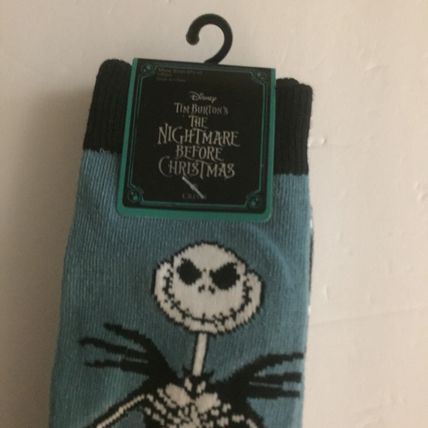 Disney
TIM BURTON'S
THE
NIGHTMARE
BEFORE
CHRISTMAS